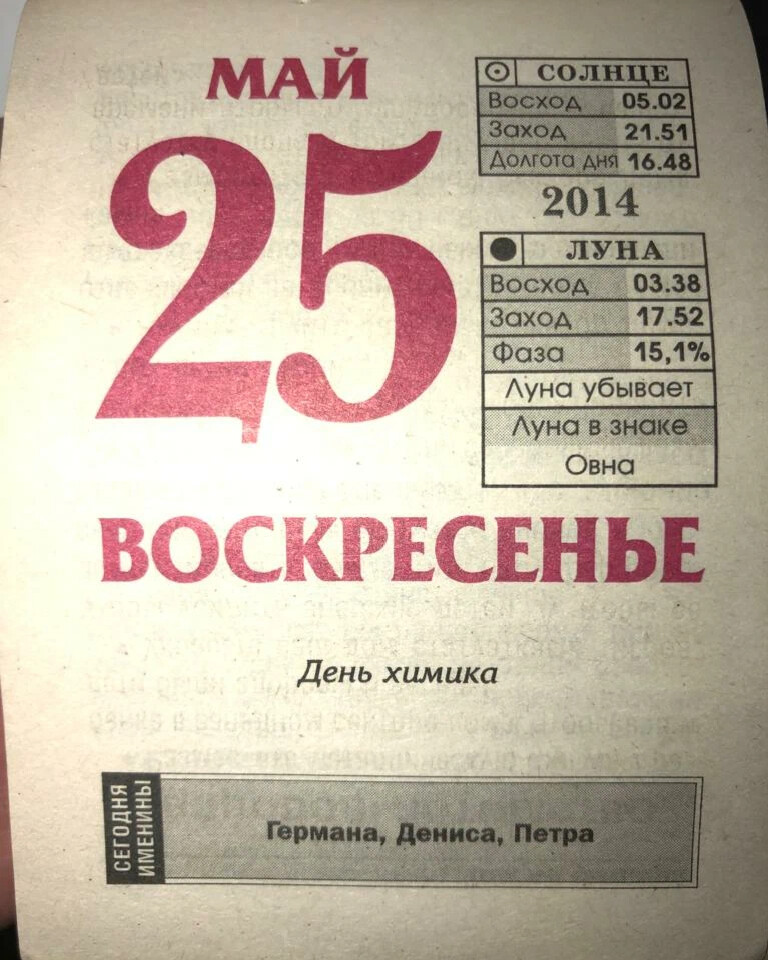 МАЙ
25
ВОСКРЕСЕНЬЕ
СОЛНЦЕ
Восход 05.02
Заход 21.51
Долгота дня 16.48
2014
ЛУНА
Восход 03.38
Заход 17.52
Фаза 15,1%
Луна убывает
Луна в знаке
Овна
День химика
СЕГОДНЯ
ИМЕНИНЫ
Германа, Дениса, Петра